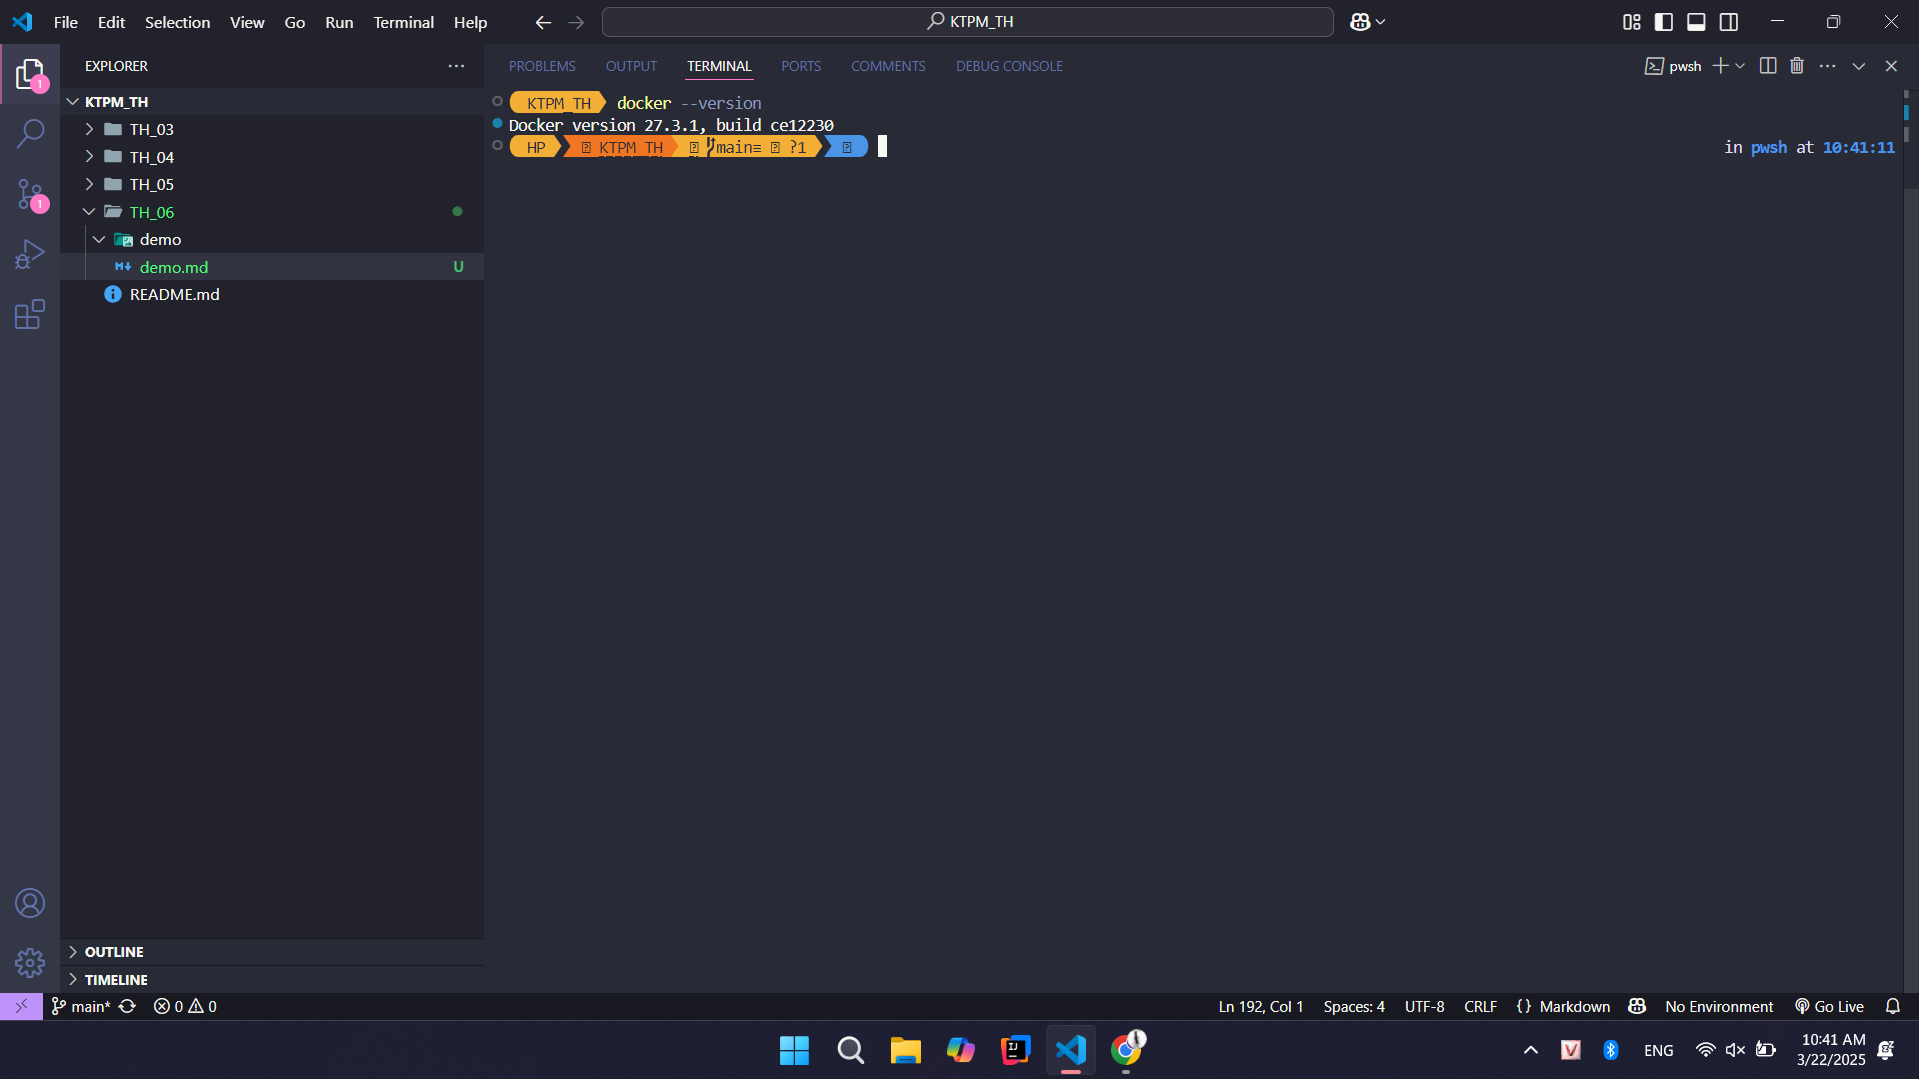 File Edit Selection View Go Run Terminal Help
KTPM_TH
EXPLORER
1
KTPM_TH
TH_03
TH_04
TH_05
1
TH_06
demo
demo.md U
README.md
OUTLINE
TIMELINE
PROBLEMS OUTPUT TERMINAL PORTS COMMENTS DEBUG CONSOLE
pwsh
KTPM_TH docker --version
Docker version 27.3.1, build ce12230
HP KTPM_TH main≡ ?1 in pwsh at 10:41:11
main* 0 0
Ln 192, Col 1 Spaces: 4 UTF-8 CRLF {} Markdown No Environment Go Live
ENG
10:41 AM
3/22/2025